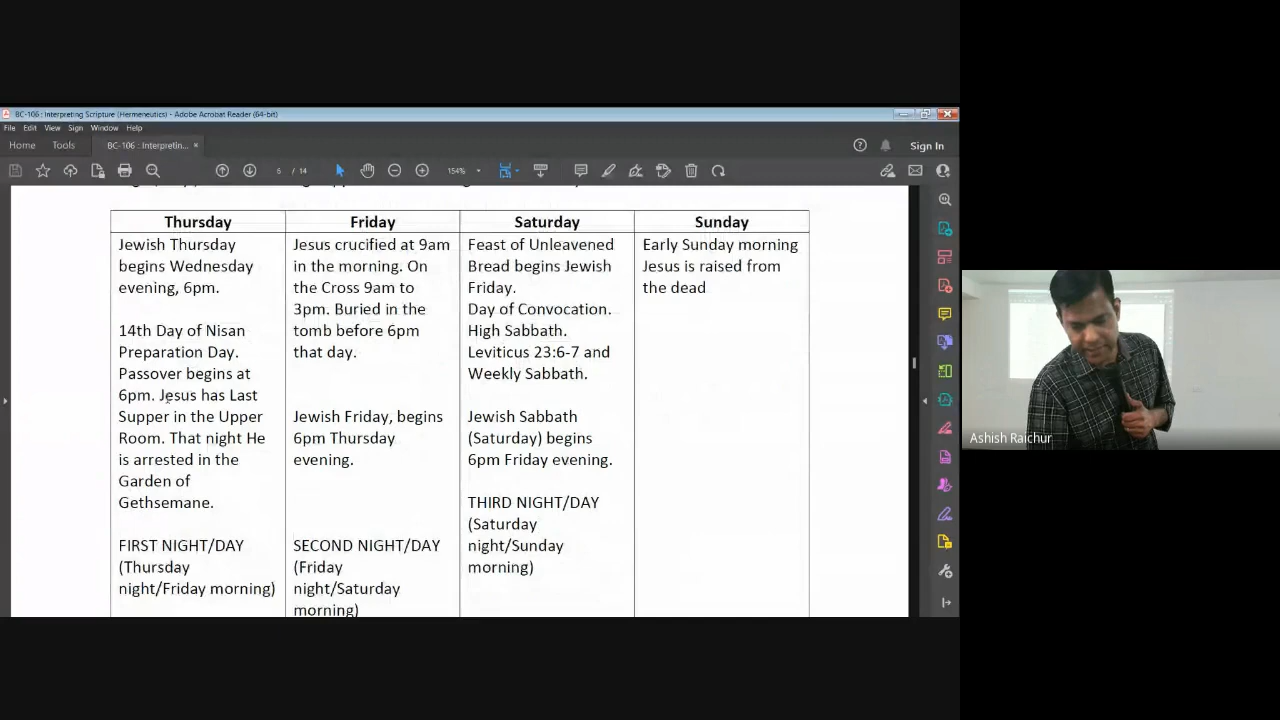 BC-106 : Interpreting Scripture (Hermeneutics) - Adobe Acrobat Reader (64-bit)
File Edit View Sign Window Help
Home Tools BC-106 : Interpretin... × Sign In
6 / 14 154%
Thursday Friday Saturday Sunday
Jewish Thursday
begins Wednesday
evening, 6pm.
14th Day of Nisan
Preparation Day.
Passover begins at
6pm. Jesus has Last
Supper in the Upper
Room. That night He
is arrested in the
Garden of
Gethsemane.
FIRST NIGHT/DAY
(Thursday
night/Friday morning)
Jesus crucified at 9am
in the morning. On
the Cross 9am to
3pm. Buried in the
tomb before 6pm
that day.
Jewish Friday, begins
6pm Thursday
evening.
SECOND NIGHT/DAY
(Friday
night/Saturday
morning)
Feast of Unleavened
Bread begins Jewish
Friday.
Day of Convocation.
High Sabbath.
Leviticus 23:6-7 and
Weekly Sabbath.
Jewish Sabbath
(Saturday) begins
6pm Friday evening.
THIRD NIGHT/DAY
(Saturday
night/Sunday
morning)
Early Sunday morning
Jesus is raised from
the dead
Ashish Raichur